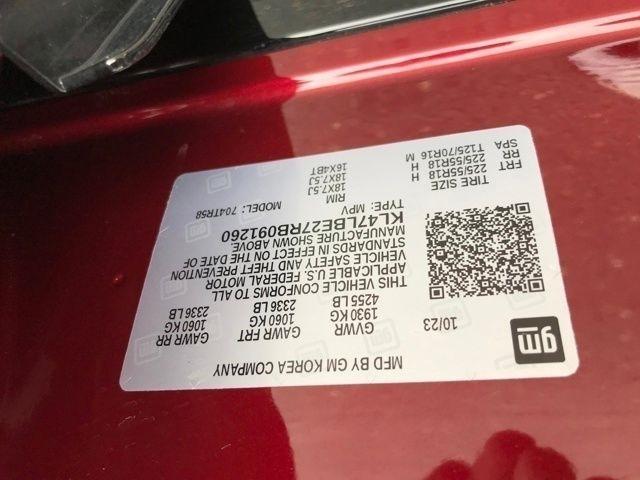 MFD BY GM KOREA COMPANY
gm
10/23
GVWR GAWR FRT GAWR RR
1930 KG 1060 KG 1060 KG
4255 LB 2336 LB 2336 LB
THIS VEHICLE CONFORMS TO ALL
APPLICABLE U.S. FEDERAL MOTOR
VEHICLE SAFETY AND THEFT PREVENTION
STANDARDS IN EFFECT ON THE DATE OF
MANUFACTURE SHOWN ABOVE.
KL47LBE27RB091260
TYPE: MPV MODEL: 704TR58
TIRE SIZE RIM
FRT 225/55R18 H 18X7.5J
RR 225/55R18 H 18X7.5J
SPA T125/70R16 M 16X4BT